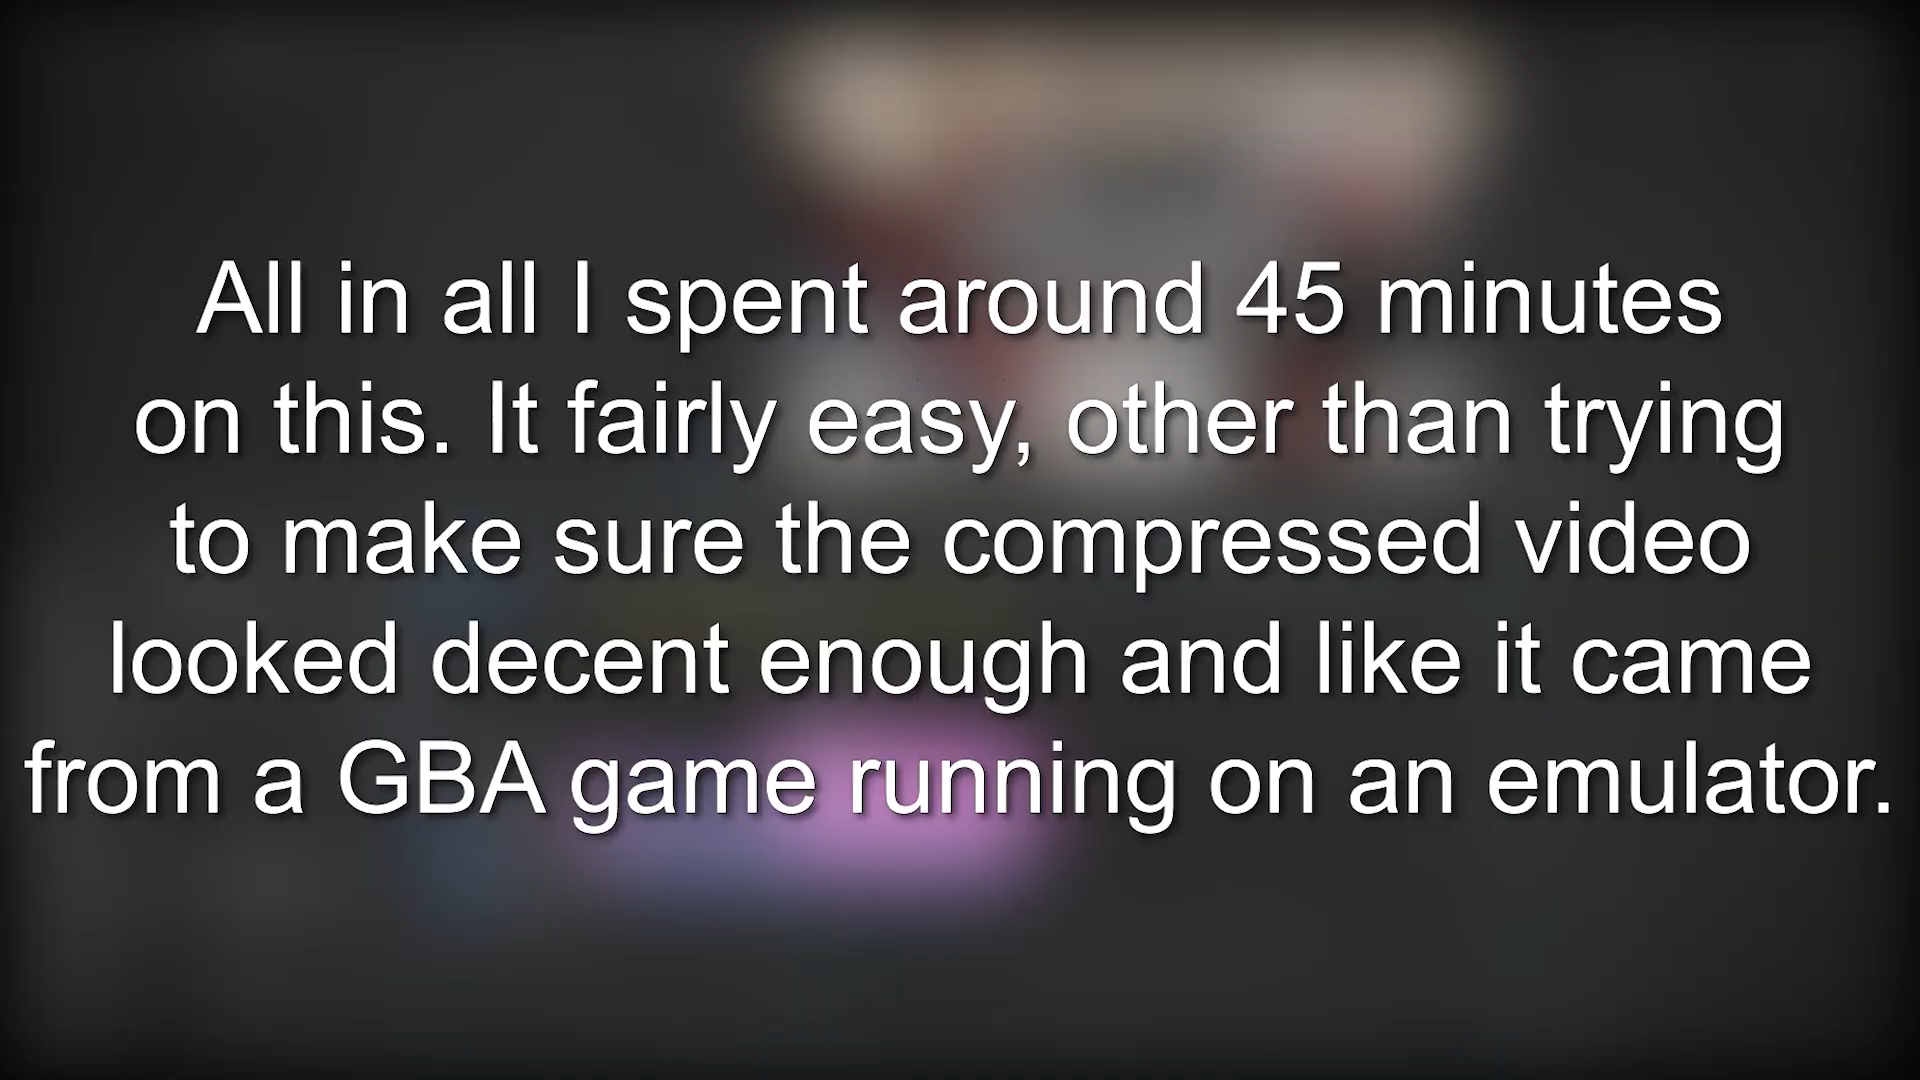 All in all I spent around 45 minutes
on this. It fairly easy, other than trying
to make sure the compressed video
looked decent enough and like it came
from a GBA game running on an emulator.